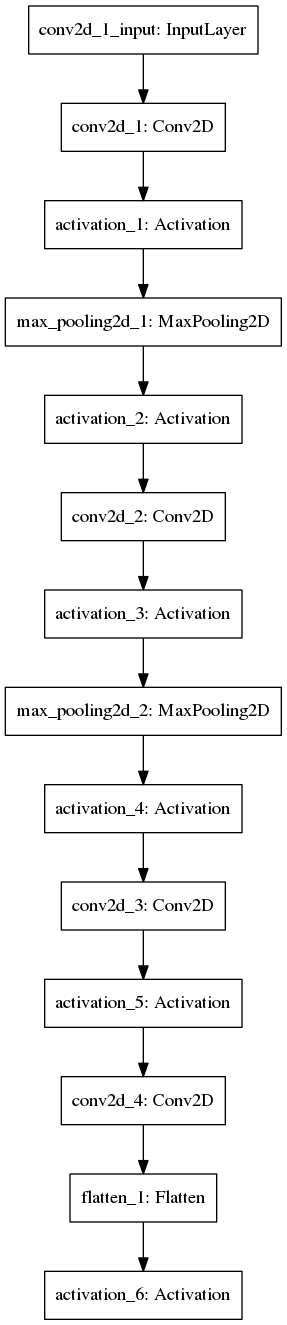 conv2d_1_input: InputLayer
conv2d_1: Conv2D
activation_1: Activation
max_pooling2d_1: MaxPooling2D
activation_2: Activation
conv2d_2: Conv2D
activation_3: Activation
max_pooling2d_2: MaxPooling2D
activation_4: Activation
conv2d_3: Conv2D
activation_5: Activation
conv2d_4: Conv2D
flatten_1: Flatten
activation_6: Activation